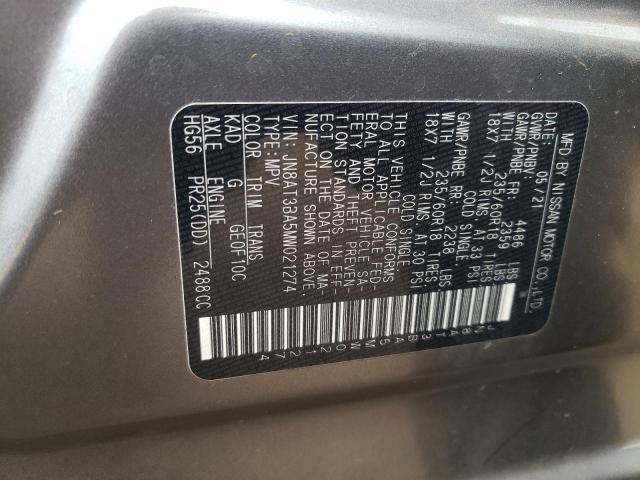 MFD BY NISSAN MOTOR CO.,LTD.
DATE: 05/21
GVWR/PNBV 4486 LBS
GAWR/PNBE FR: 2359 LBS
WITH 235/60R18 TIRES
18X7 1/2J RIMS AT 33 PSI
COLD SINGLE
GAWR/PNBE RR: 2238 LBS
WITH 235/60R18 TIRES
18X7 1/2J RIMS AT 30 PSI
COLD SINGLE
THIS VEHICLE CONFORMS
TO ALL APPLICABLE FED-
ERAL MOTOR VEHICLE SA-
FETY AND THEFT PREVEN-
TION STANDARDS IN EFF-
ECT ON THE DATE OF MA-
NUFACTURE SHOWN ABOVE.
VIN: JN8AT3BA5MW021274
TYPE: MPV
COLOR TRIM TRANS
KAD G GE0F10C
AXLE ENGINE
HG56 PR25(DD) 2488CC
JN8AT3BA5MW021274